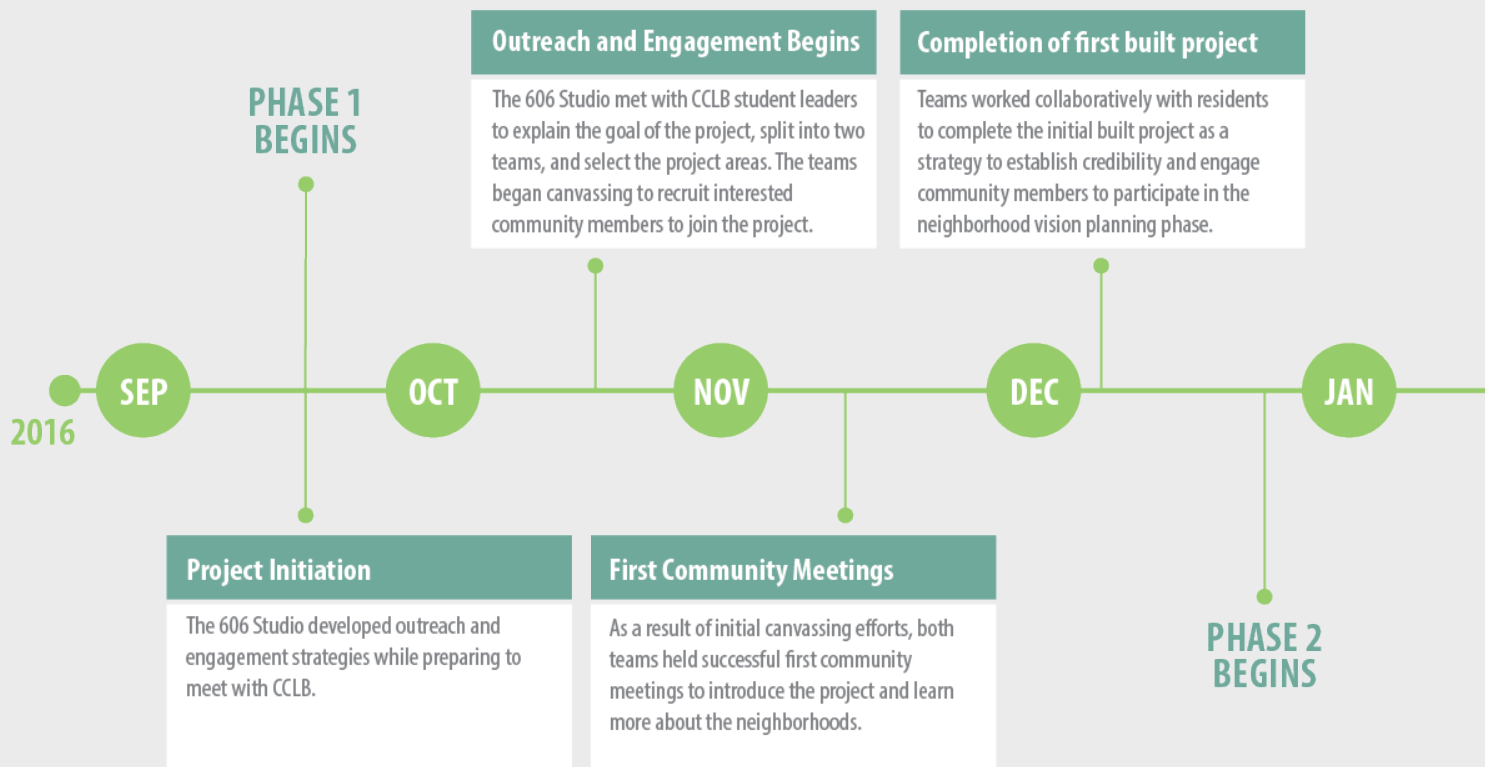 Outreach and Engagement Begins
The 606 Studio met with CCLB student leaders
to explain the goal of the project, split into two
teams, and select the project areas. The teams
began canvassing to recruit interested
community members to join the project.
Completion of first built project
Teams worked collaboratively with residents
to complete the initial built project as a
strategy to establish credibility and engage
community members to participate in the
neighborhood vision planning phase.
PHASE 1
BEGINS
2016
SEP
OCT
NOV
DEC
JAN
Project Initiation
The 606 Studio developed outreach and
engagement strategies while preparing to
meet with CCLB.
First Community Meetings
As a result of initial canvassing efforts, both
teams held successful first community
meetings to introduce the project and learn
more about the neighborhoods.
PHASE 2
BEGINS